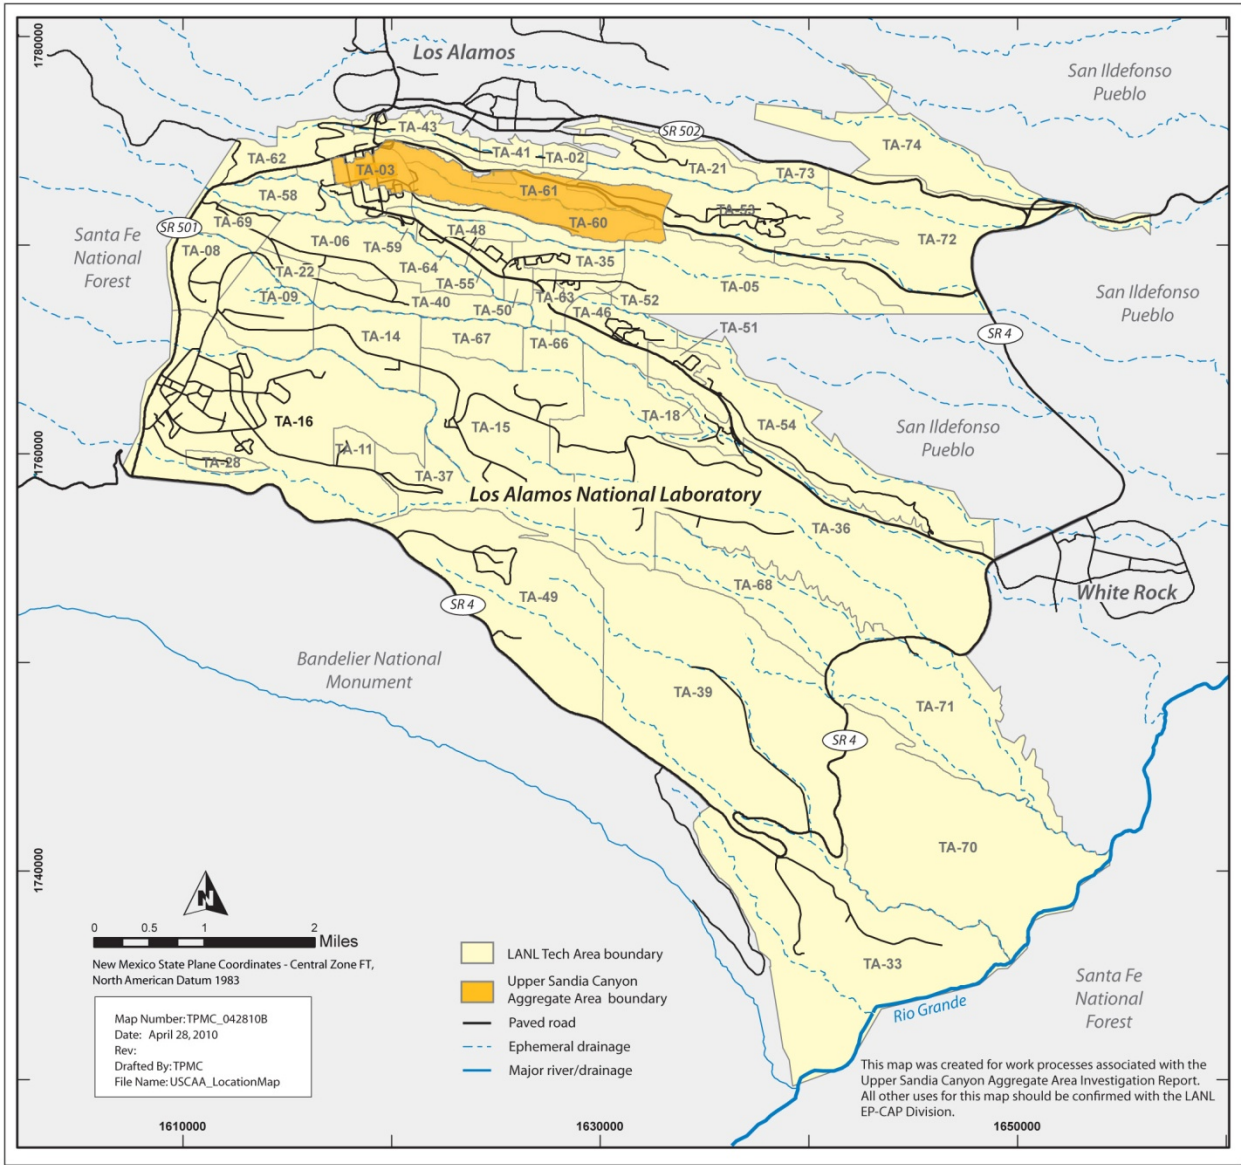 1780000
Los Alamos
San Ildefonso
Pueblo
SR 502
TA-43
TA-74
TA-41
TA-02
TA-62
TA-03
TA-21
TA-73
TA-58
TA-61
TA-53
TA-60
SR 501
TA-69
TA-48
TA-72
Santa Fe
National
Forest
TA-08
TA-06
TA-59
TA-35
TA-22
TA-64
TA-55
TA-05
TA-09
TA-40
TA-50
TA-63
TA-52
TA-46
San Ildefonso
Pueblo
TA-51
SR 4
TA-14
TA-67
TA-66
TA-16
TA-15
TA-18
TA-54
San Ildefonso
Pueblo
1760000
TA-28
TA-11
TA-37
Los Alamos National Laboratory
TA-36
TA-68
White Rock
TA-49
SR 4
Bandelier National
Monument
TA-39
TA-71
SR 4
TA-70
1740000
N
0 0.5 1 2
Miles
New Mexico State Plane Coordinates - Central Zone FT,
North American Datum 1983
Map Number: TPMC_042810B
Date: April 28, 2010
Rev:
Drafted By: TPMC
File Name: USCAA_LocationMap
LANL Tech Area boundary
Upper Sandia Canyon
Aggregate Area boundary
Paved road
Ephemeral drainage
Major river/drainage
TA-33
Rio Grande
Santa Fe
National
Forest
This map was created for work processes associated with the
Upper Sandia Canyon Aggregate Area Investigation Report.
All other uses for this map should be confirmed with the LANL
EP-CAP Division.
1610000
1630000
1650000